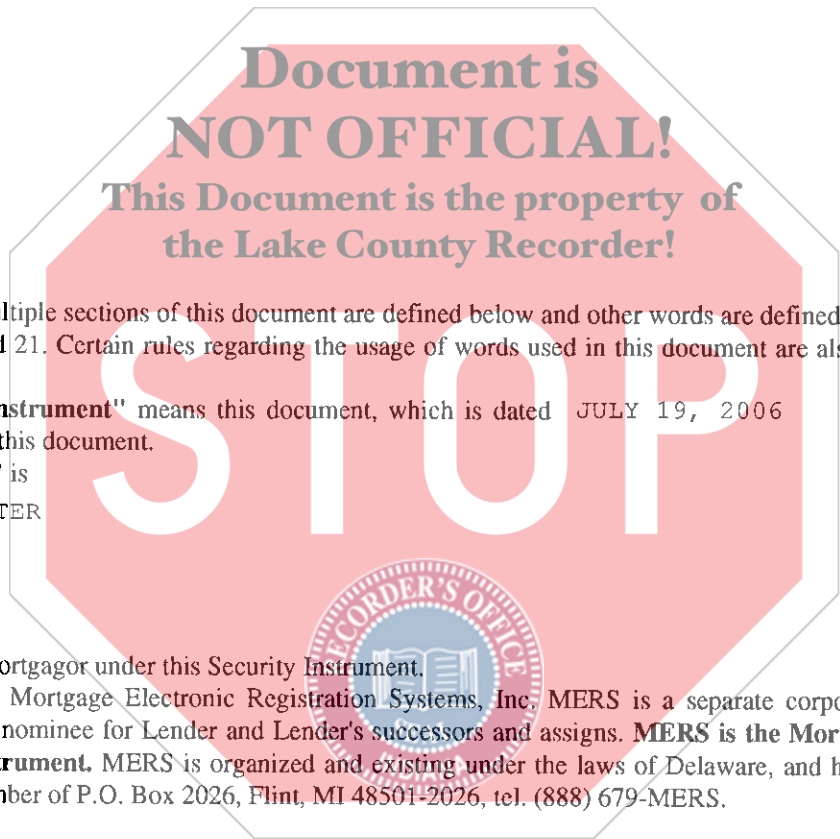 Document is
NOT OFFICIAL!
This Document is the property of
the Lake County Recorder!
ltiple sections of this document are defined below and other words are defined
21. Certain rules regarding the usage of words used in this document are als
STOP
nstrument" means this document, which is dated JULY 19, 2006
this document.
is
TER
RECORDER'S OFFICE
ortgagor under this Security Instrument.
Mortgage Electronic Registration Systems, Inc. MERS is a separate corpo
nominee for Lender and Lender's successors and assigns. MERS is the Mor
rument. MERS is organized and existing under the laws of Delaware, and h
nber of P.O. Box 2026, Flint, MI 48501-2026, tel. (888) 679-MERS.